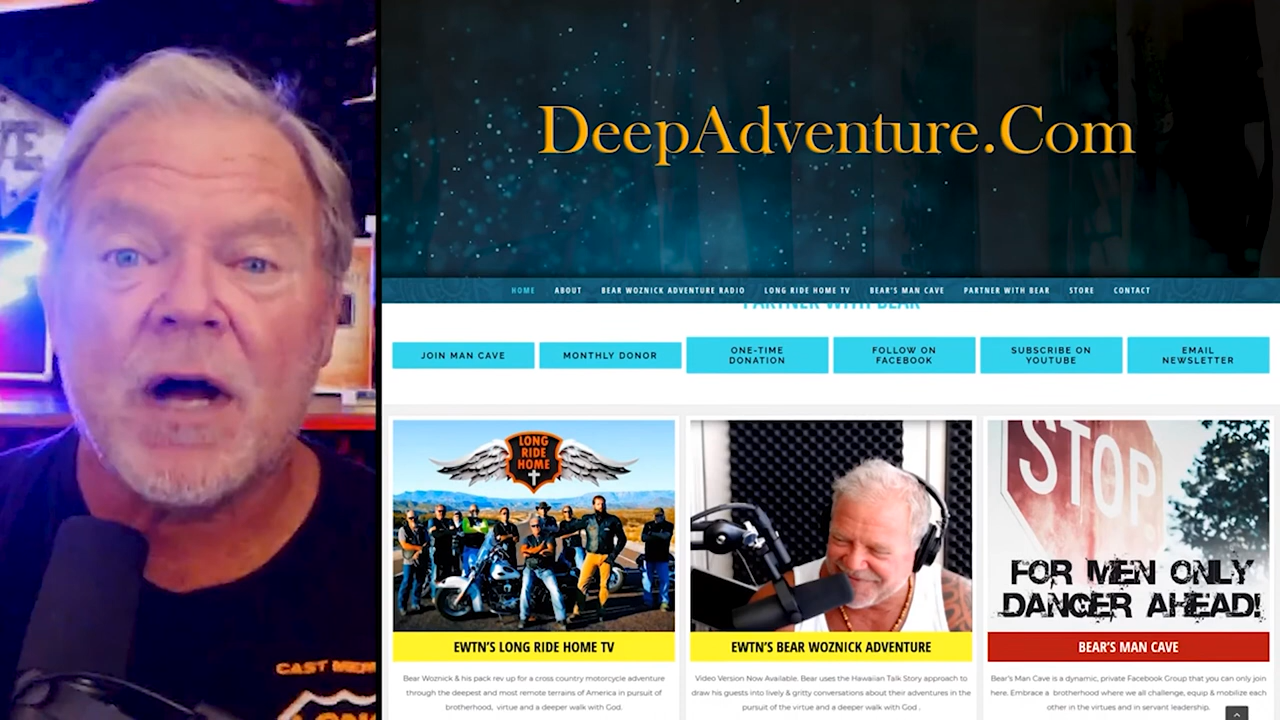 DeepAdventure.Com
HOME ABOUT BEAR WOZNICK ADVENTURE RADIO LONG RIDE HOME TV BEAR'S MAN CAVE PARTNER WITH BEAR STORE CONTACT
PARTNER WITH BEAR
JOIN MAN CAVE
MONTHLY DONOR
ONE-TIME
DONATION
FOLLOW ON
FACEBOOK
SUBSCRIBE ON
YOUTUBE
EMAIL
NEWSLETTER
LONG
RIDE
HOME
EWTN'S LONG RIDE HOME TV
Bear Woznick & his pack rev up for a cross country motorcycle adventure
through the deepest and most remote terrains of America in pursuit of
brotherhood, virtue and a deeper walk with God.
EWTN'S BEAR WOZNICK ADVENTURE
Video Version Now Available. Bear uses the Hawaiian Talk Story approach to
draw his guests into lively & gritty conversations about their adventures in the
pursuit of the virtue and a deeper walk with God .
STOP
FOR MEN ONLY
DANGER AHEAD!
BEAR'S MAN CAVE
Bear's Man Cave is a dynamic, private Facebook Group that you can only join
here. Embrace a brotherhood where we all challenge, equip & mobilize each
other in the virtues and in servant leadership.
CAST MEM